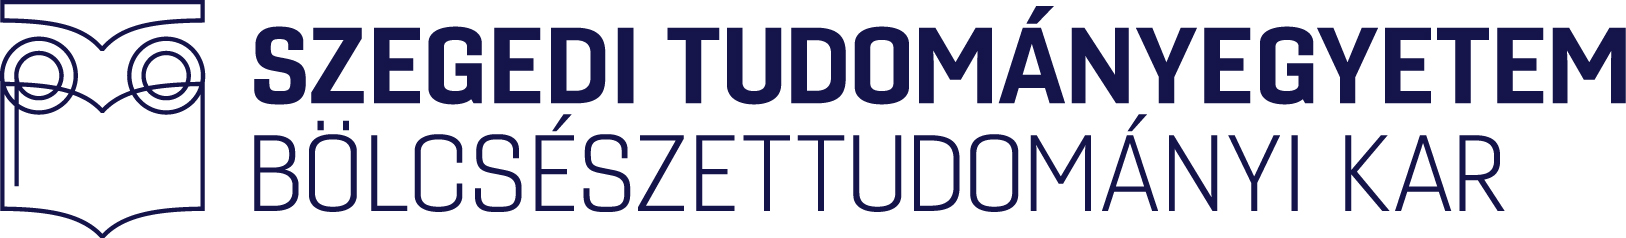 SZEGEDI TUDOMÁNYEGYETEM
BÖLCSÉSZETTUDOMÁNYI KAR